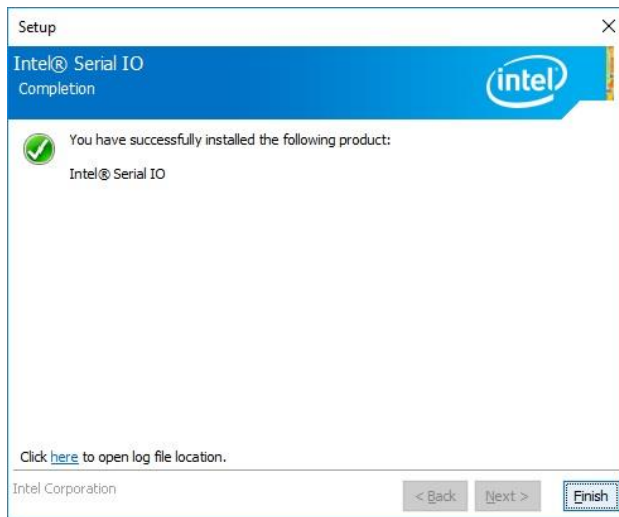 Setup
Intel® Serial IO
Completion
intel
You have successfully installed the following product:
Intel® Serial IO
Click here to open log file location.
Intel Corporation
< Back Next > Finish